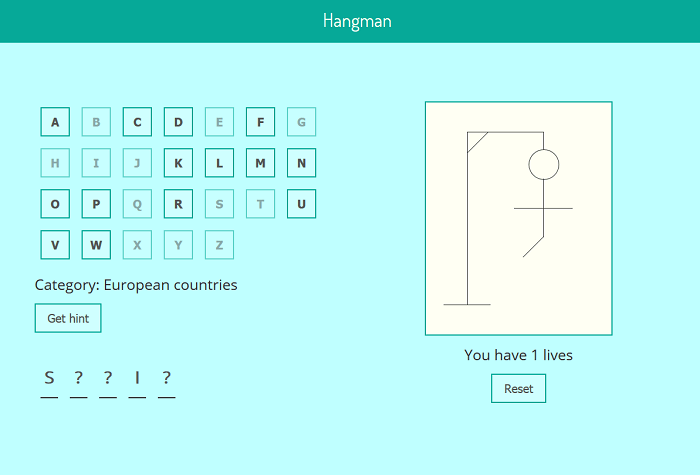 Hangman
A B C D E F G
H I J K L M N
O P Q R S T U
V W X Y Z
Category: European countries
Get hint
S ? ? I ?
You have 1 lives
Reset